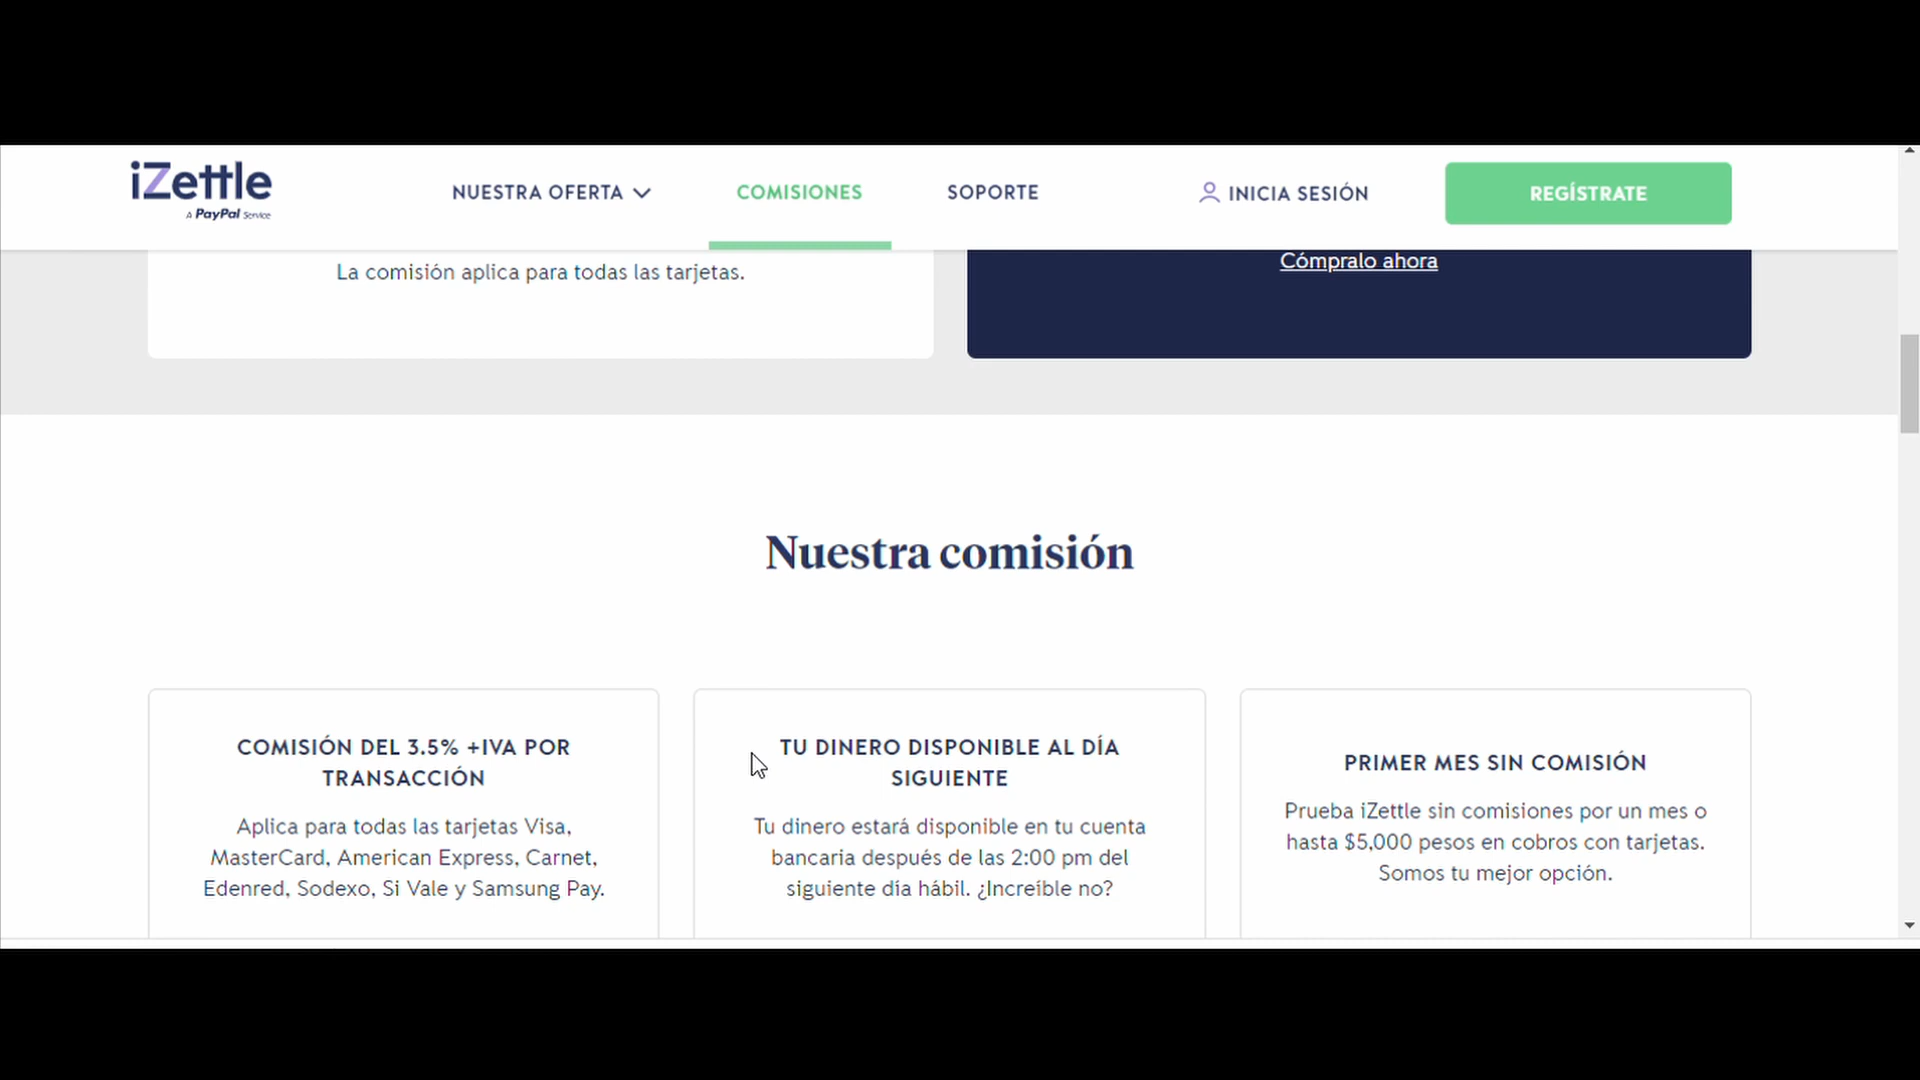 iZettle
A PayPal Service
NUESTRA OFERTA
COMISIONES
SOPORTE
INICIA SESIÓN
REGÍSTRATE
La comisión aplica para todas las tarjetas.
Cómpralo ahora
Nuestra comisión
COMISIÓN DEL 3.5% +IVA POR
TRANSACCIÓN
Aplica para todas las tarjetas Visa,
MasterCard, American Express, Carnet,
Edenred, Sodexo, Si Vale y Samsung Pay.
TU DINERO DISPONIBLE AL DÍA
SIGUIENTE
Tu dinero estará disponible en tu cuenta
bancaria después de las 2:00 pm del
siguiente día hábil. ¿Increíble no?
PRIMER MES SIN COMISIÓN
Prueba iZettle sin comisiones por un mes o
hasta $5,000 pesos en cobros con tarjetas.
Somos tu mejor opción.